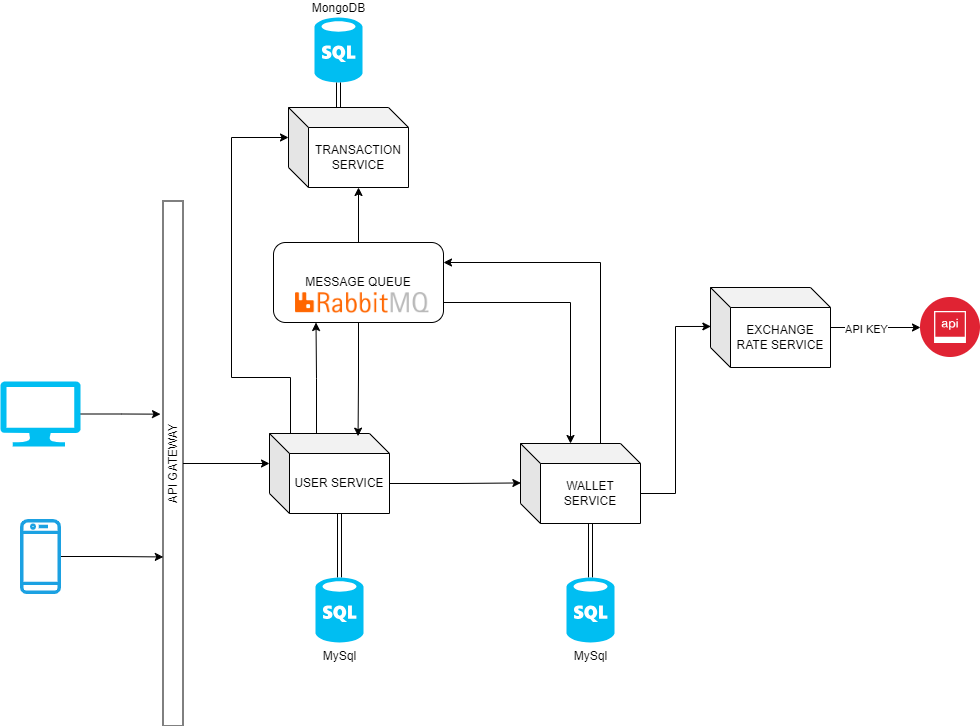 MongoDB
SQL
TRANSACTION
SERVICE
MESSAGE QUEUE
RabbitMQ
EXCHANGE
RATE SERVICE
API KEY
api
API GATEWAY
USER SERVICE
WALLET
SERVICE
SQL
SQL
MySql
MySql